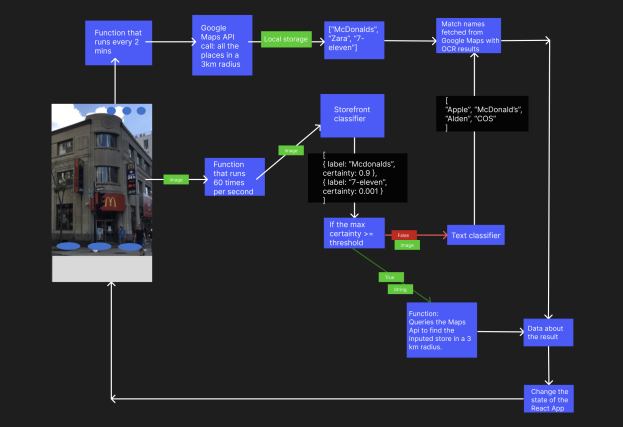 Function that
runs every 2
mins
Google
Maps API
call: all the
places in a
3km radius
Local storage
["McDonalds",
"Zara", "7-
eleven"]
Match names
fetched from
Google Maps with
OCR results
[
"Apple", "McDonald's",
"Alden", "COS"
]
Storefront
classifier
Image
Function
that runs
60 times
per second
Image
[
{ label: "Mcdonalds",
certainty: 0.9 },
{ label: "7-eleven",
certainty: 0.001 }
]
If the max
certainty >=
threshold
False
Image
Text classifier
True
String
Function:
Queries the Maps
Api to find the
inputed store in a 3
km radius.
Data about
the result
Change the
state of the
React App